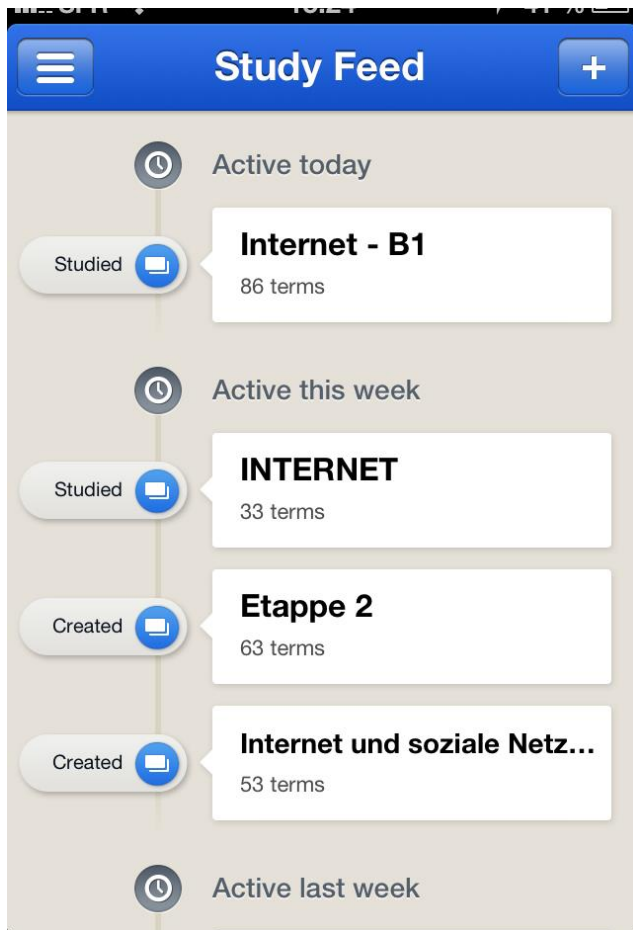 Study Feed
+
Active today
Studied
Internet - B1
86 terms
Active this week
Studied
INTERNET
33 terms
Created
Etappe 2
63 terms
Created
Internet und soziale Netz...
53 terms
Active last week